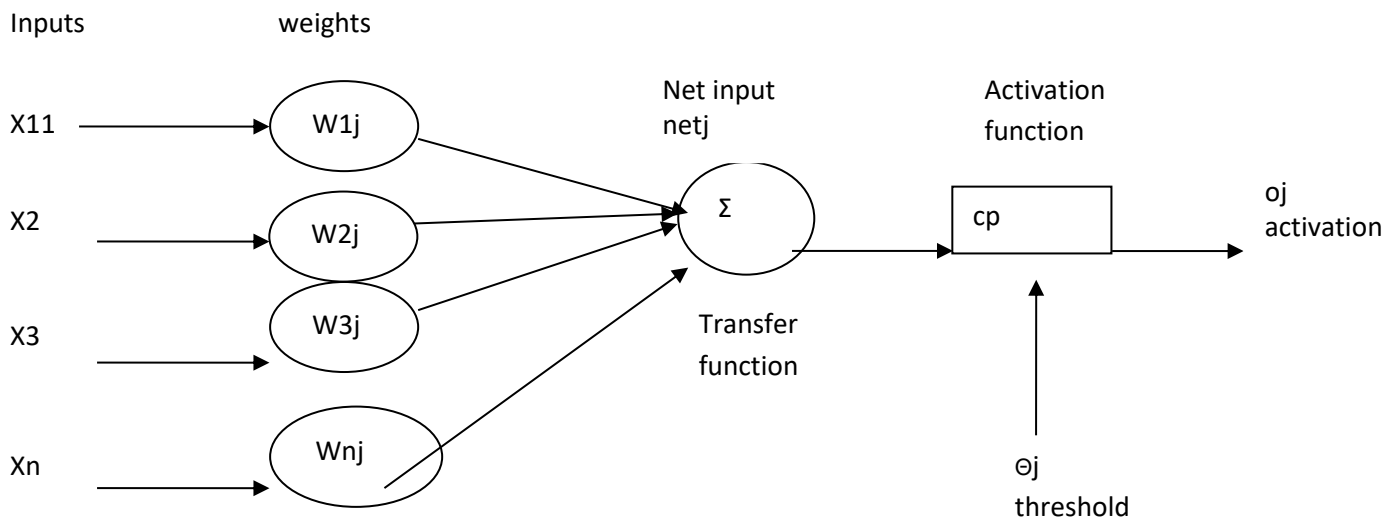 Inputs
weights
X11
W1j
Net input
netj
Activation
function
X2
W2j
Σ
cp
oj
activation
X3
W3j
Transfer
function
Xn
Wnj
Θj
threshold